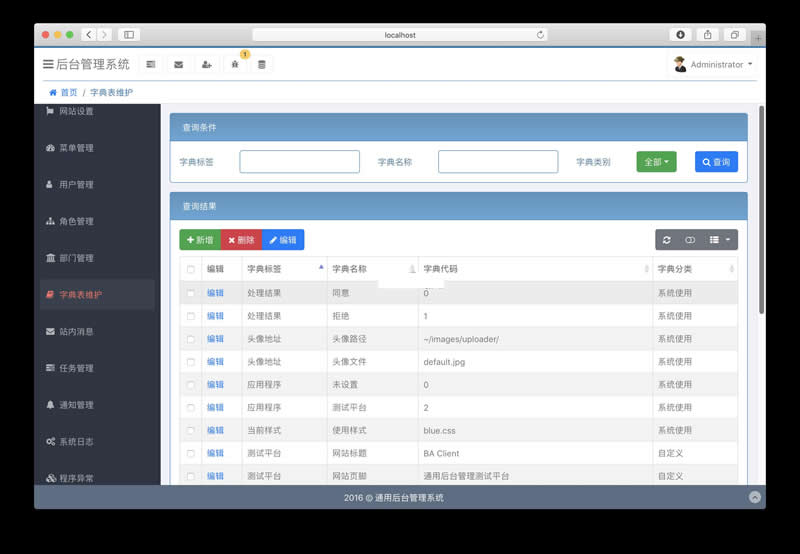 localhost
后台管理系统
1
Administrator
首页 / 字典表维护
网站设置
菜单管理
用户管理
角色管理
部门管理
字典表维护
站内消息
任务管理
通知管理
系统日志
程序异常
查询条件
字典标签
字典名称
字典类别
全部
查询
查询结果
新增 删除 编辑
编辑 字典标签 字典名称 字典代码 字典分类
编辑 处理结果 同意 0 系统使用
编辑 处理结果 拒绝 1 系统使用
编辑 头像地址 头像路径 ~/images/uploader/ 系统使用
编辑 头像地址 头像文件 default.jpg 系统使用
编辑 应用程序 未设置 0 系统使用
编辑 应用程序 测试平台 2 系统使用
编辑 当前样式 使用样式 blue.css 系统使用
编辑 测试平台 网站标题 BA Client 自定义
编辑 测试平台 网站页脚 通用后台管理测试平台 自定义
2016 © 通用后台管理系统